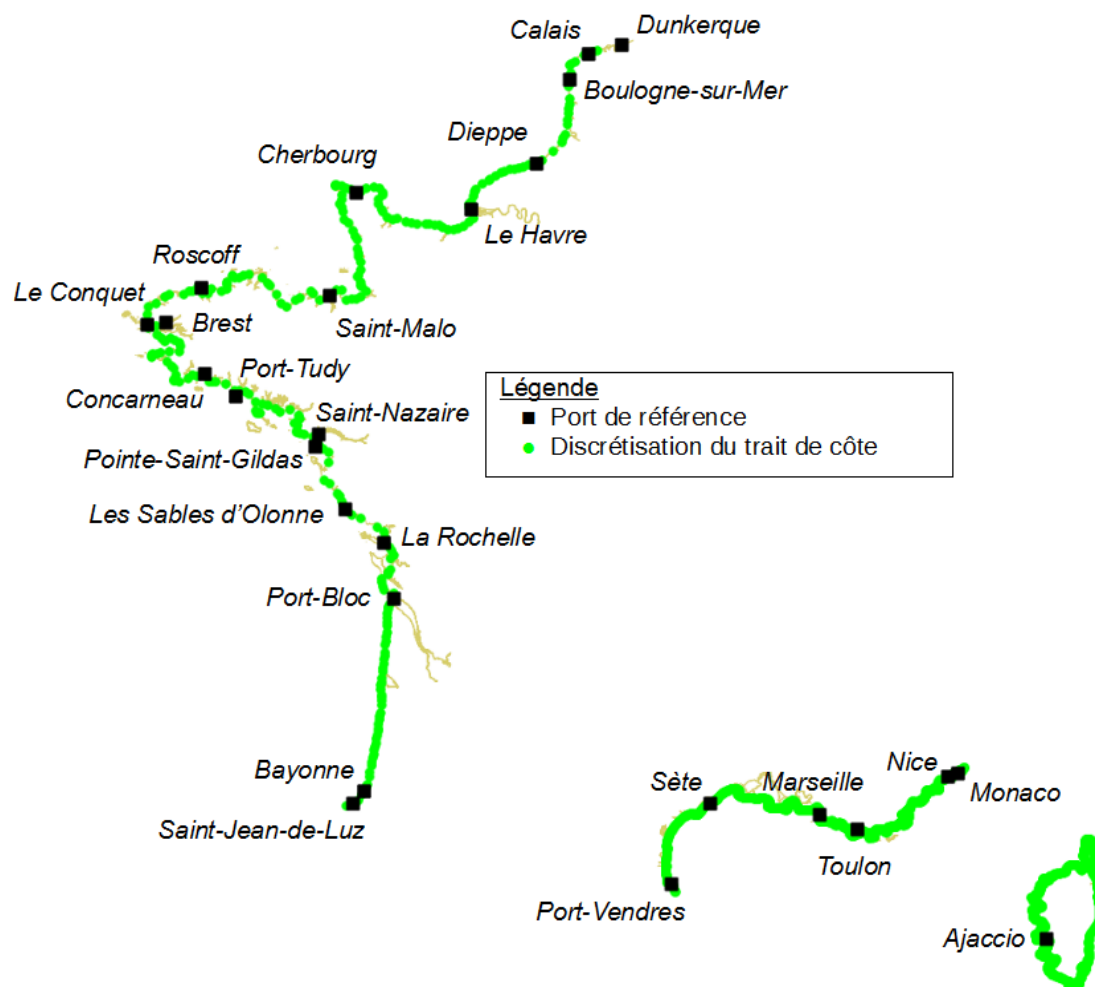 Dunkerque
Calais
Boulogne-sur-Mer
Dieppe
Cherbourg
Le Havre
Roscoff
Le Conquet
Brest
Saint-Malo
Port-Tudy
Concarneau
Saint-Nazaire
Pointe-Saint-Gildas
Les Sables d'Olonne
La Rochelle
Port-Bloc
Bayonne
Saint-Jean-de-Luz
Légende
Port de référence
Discrétisation du trait de côte
Nice
Monaco
Sète
Marseille
Toulon
Port-Vendres
Ajaccio